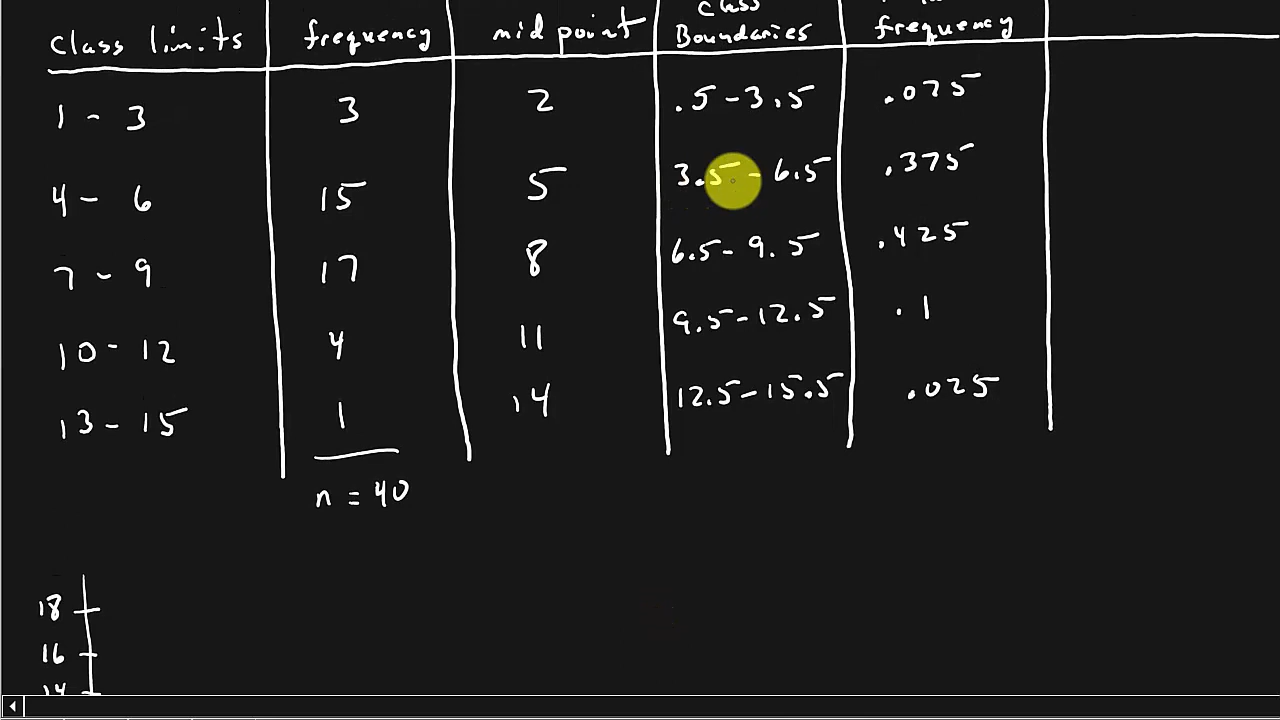 class limits frequency mid point class Boundaries frequency
1 - 3 3 2 .5 - 3.5 .075
4 - 6 15 5 3.5 - 6.5 .375
7 - 9 17 8 6.5 - 9.5 .425
10 - 12 4 11 9.5 - 12.5 .1
13 - 15 1 14 12.5 - 15.5 .025
n = 40
18
16
14